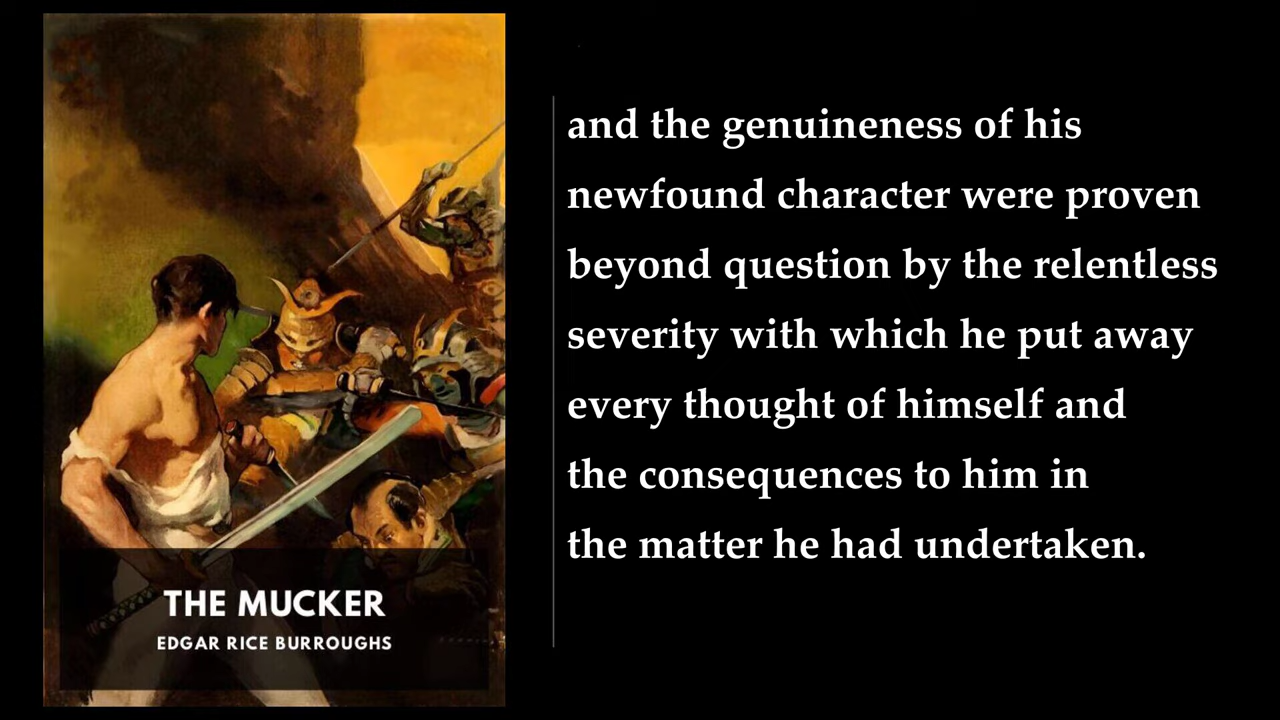 THE MUCKER
EDGAR RICE BURROUGHS
and the genuineness of his
newfound character were proven
beyond question by the relentless
severity with which he put away
every thought of himself and
the consequences to him in
the matter he had undertaken.